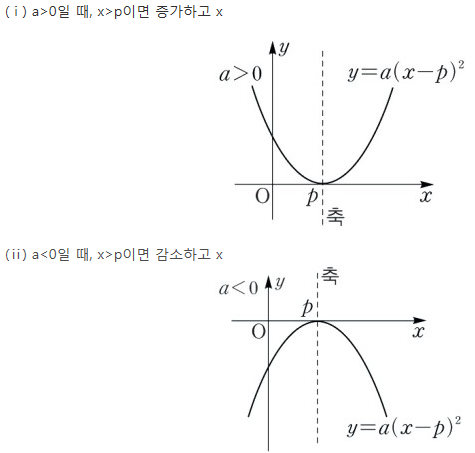 (ⅰ) a>0일 때, x>p이면 증가하고 x
y
a>0
y=a(x-p)²
O
p
x
축
(ⅱ) a<0일 때, x>p이면 감소하고 x
축
a<0
y
p
O
x
y=a(x-p)²